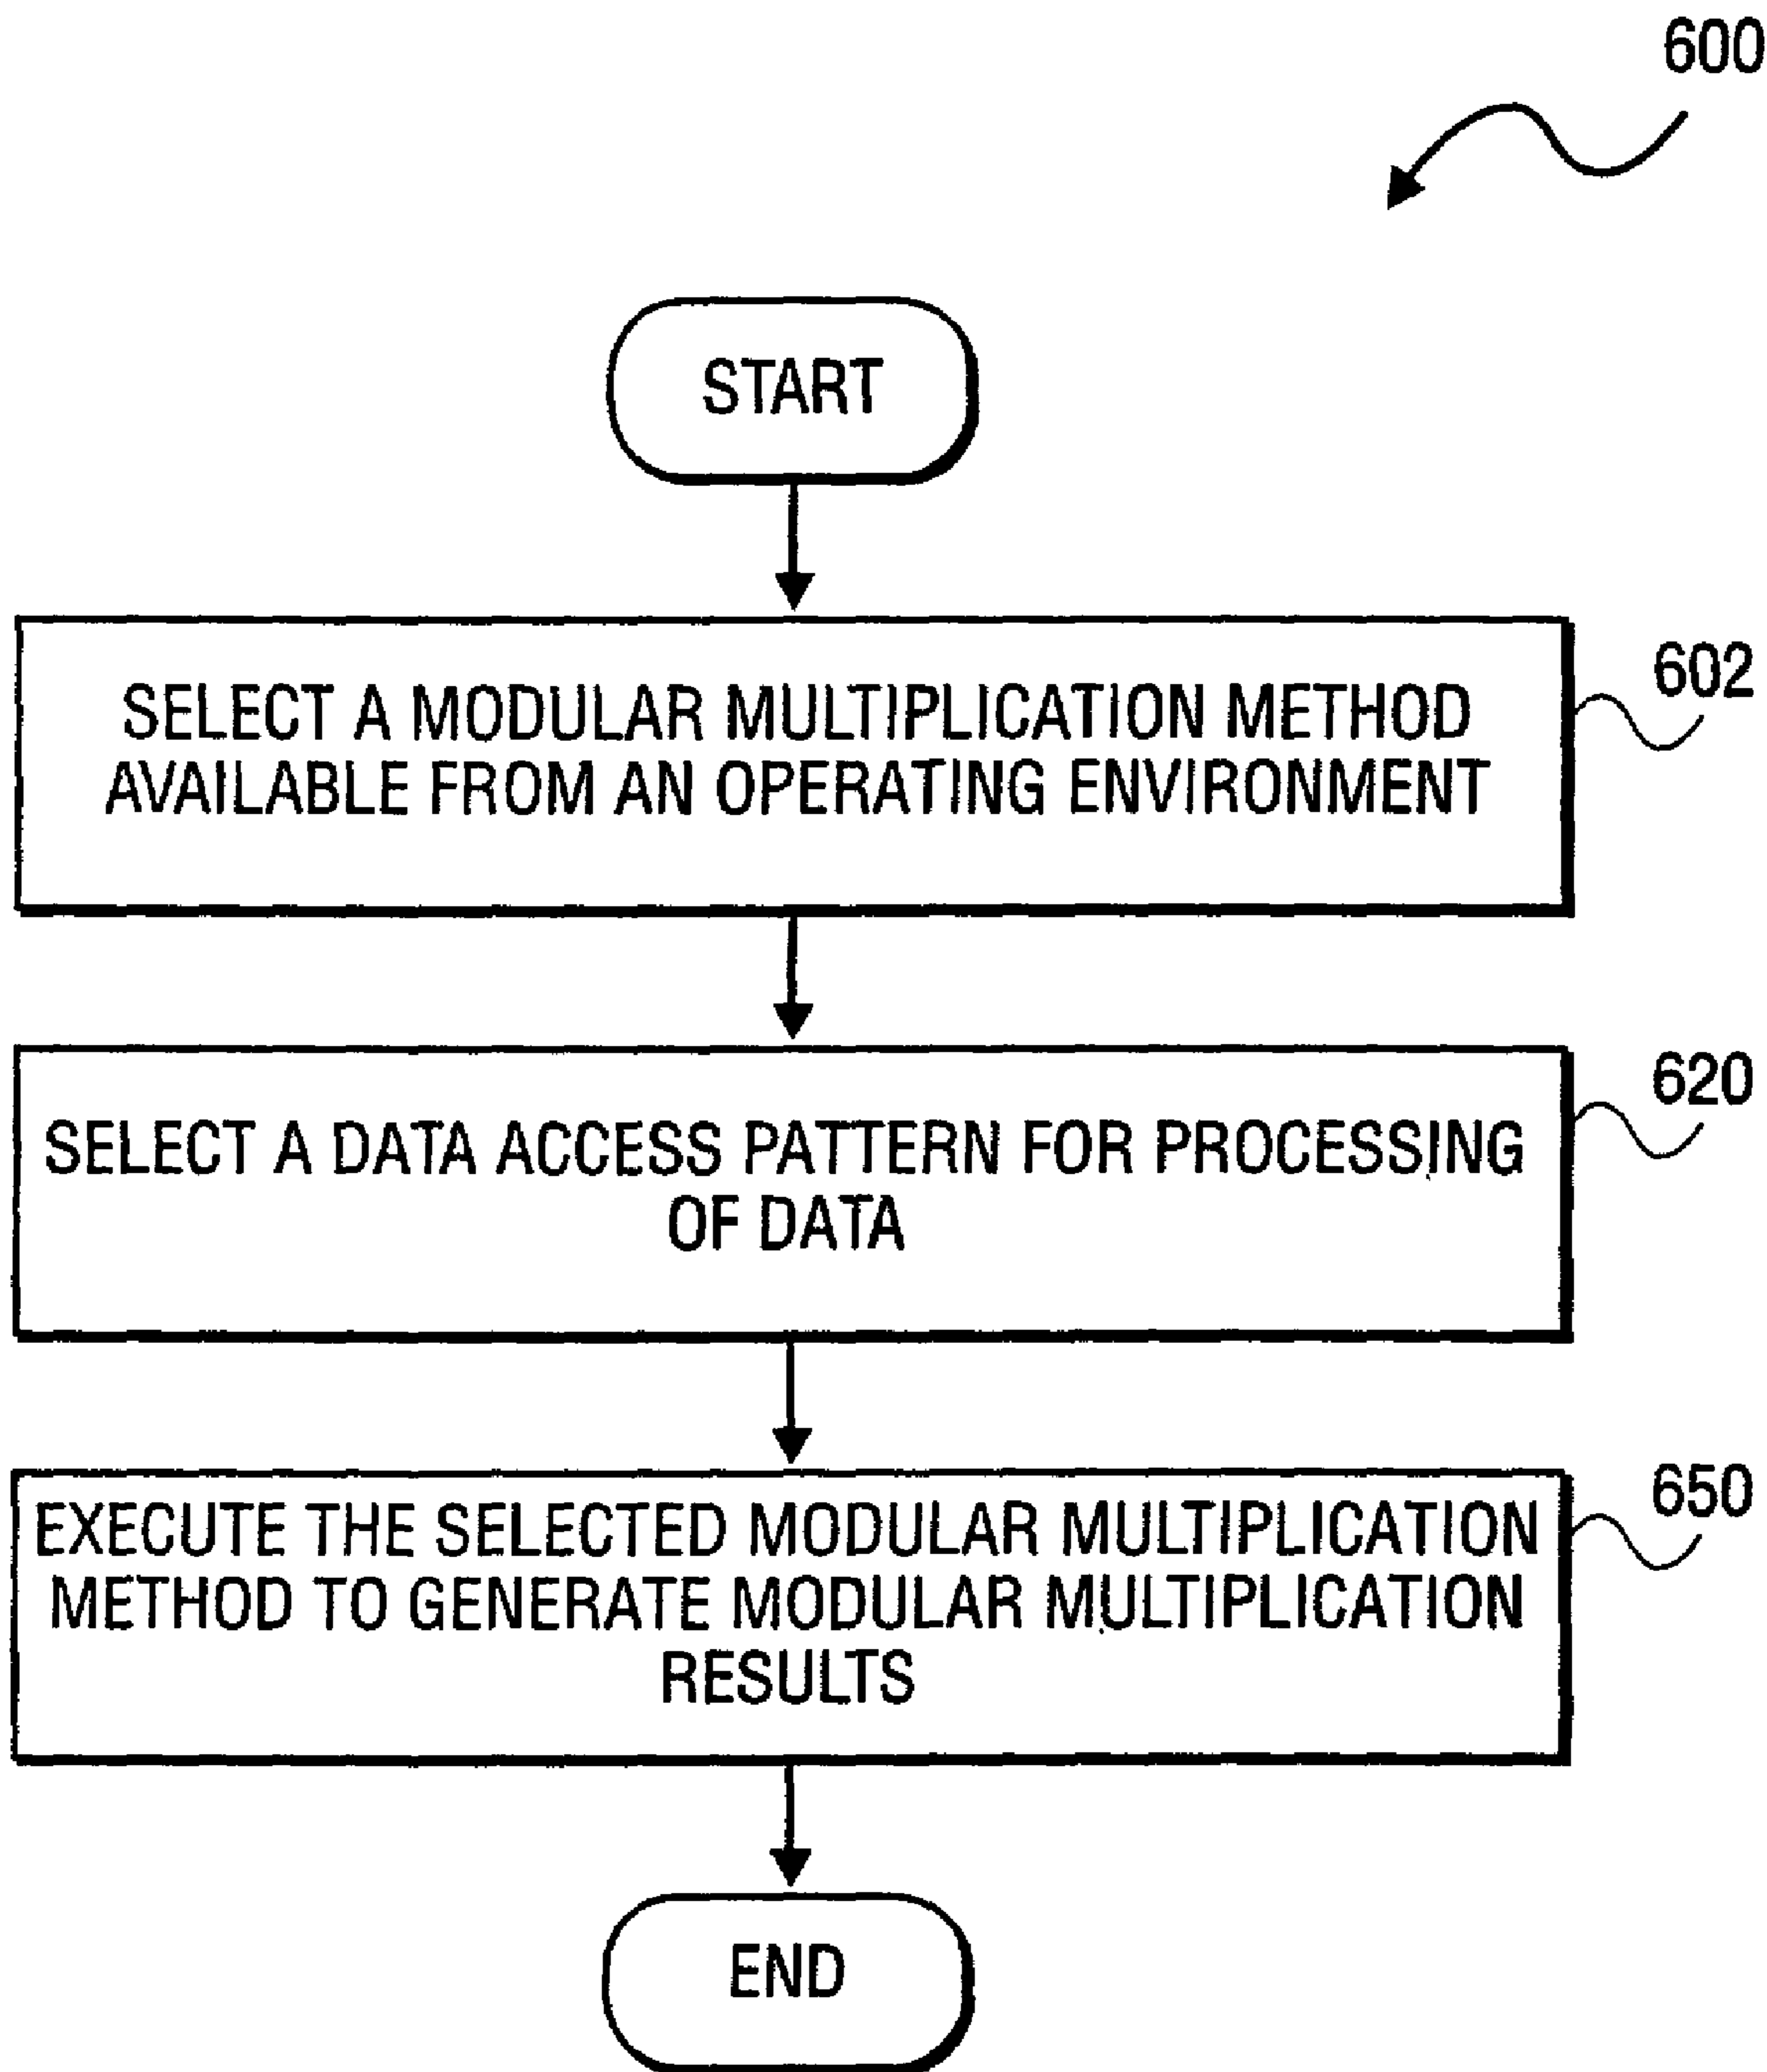 600
START
602
SELECT A MODULAR MULTIPLICATION METHOD
AVAILABLE FROM AN OPERATING ENVIRONMENT
620
SELECT A DATA ACCESS PATTERN FOR PROCESSING
OF DATA
650
EXECUTE THE SELECTED MODULAR MULTIPLICATION
METHOD TO GENERATE MODULAR MULTIPLICATION
RESULTS
END